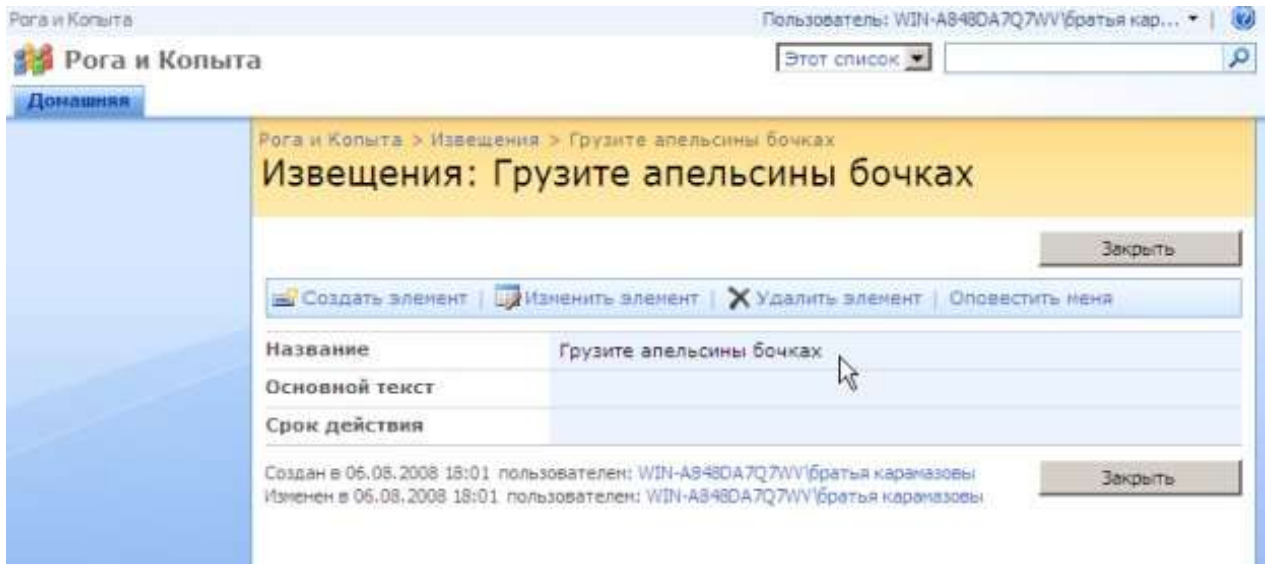 Рога и Копыта
Пользователь: WIN-A848DA7Q7WV\братья кар... |
Рога и Копыта
Этот список
Домашняя
Рога и Копыта > Извещения > Грузите апельсины бочках
Извещения: Грузите апельсины бочках
Закрыть
Создать элемент | Изменить элемент | Удалить элемент | Оповестить меня
Название Грузите апельсины бочках
Основной текст
Срок действия
Создан в 06.08.2008 18:01 пользователем: WIN-A848DA7Q7WV\братья карамазовы
Закрыть
Изменен в 06.08.2008 18:01 пользователем: WIN-A848DA7Q7WV\братья карамазовы